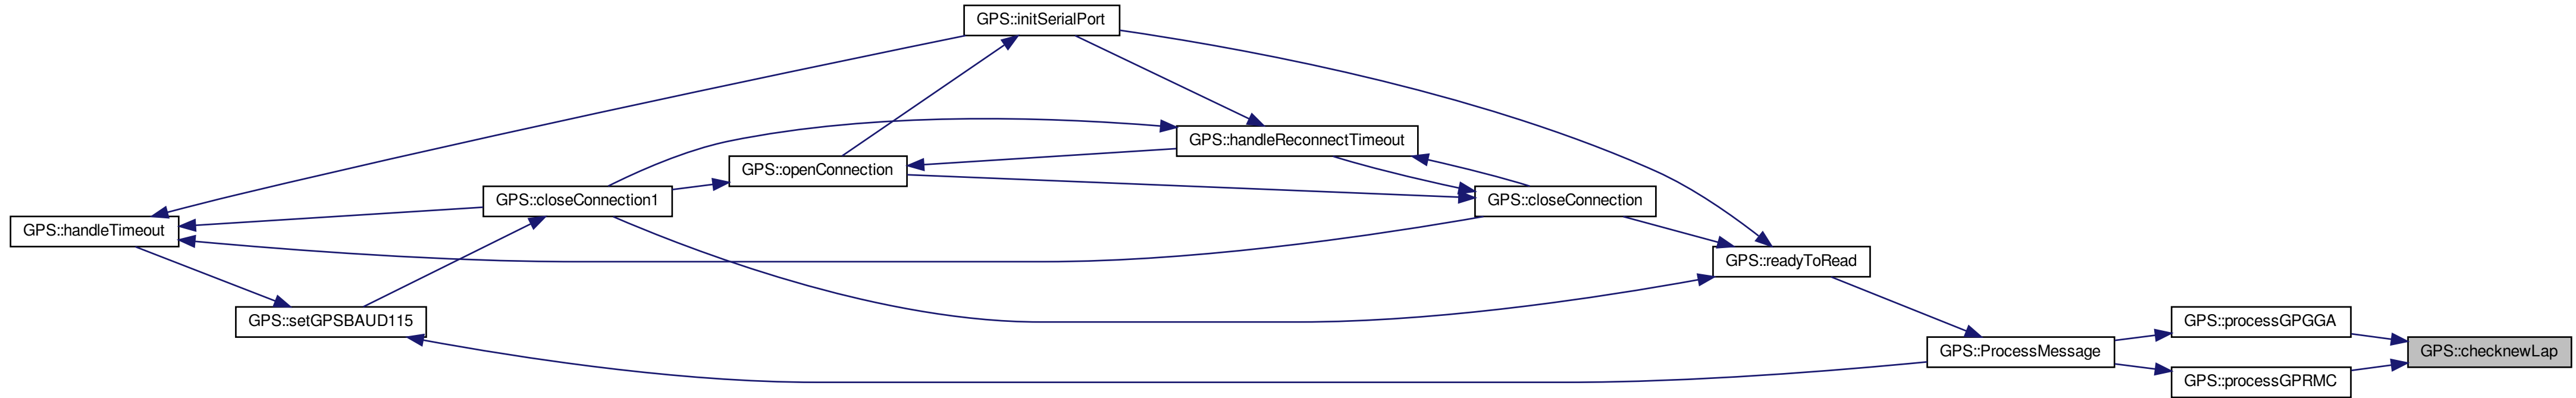 GPS::initSerialPort
GPS::handleReconnectTimeout
GPS::openConnection
GPS::closeConnection1
GPS::closeConnection
GPS::handleTimeout
GPS::readyToRead
GPS::setGPSBAUD115
GPS::processGPGGA
GPS::ProcessMessage
GPS::checknewLap
GPS::processGPRMC